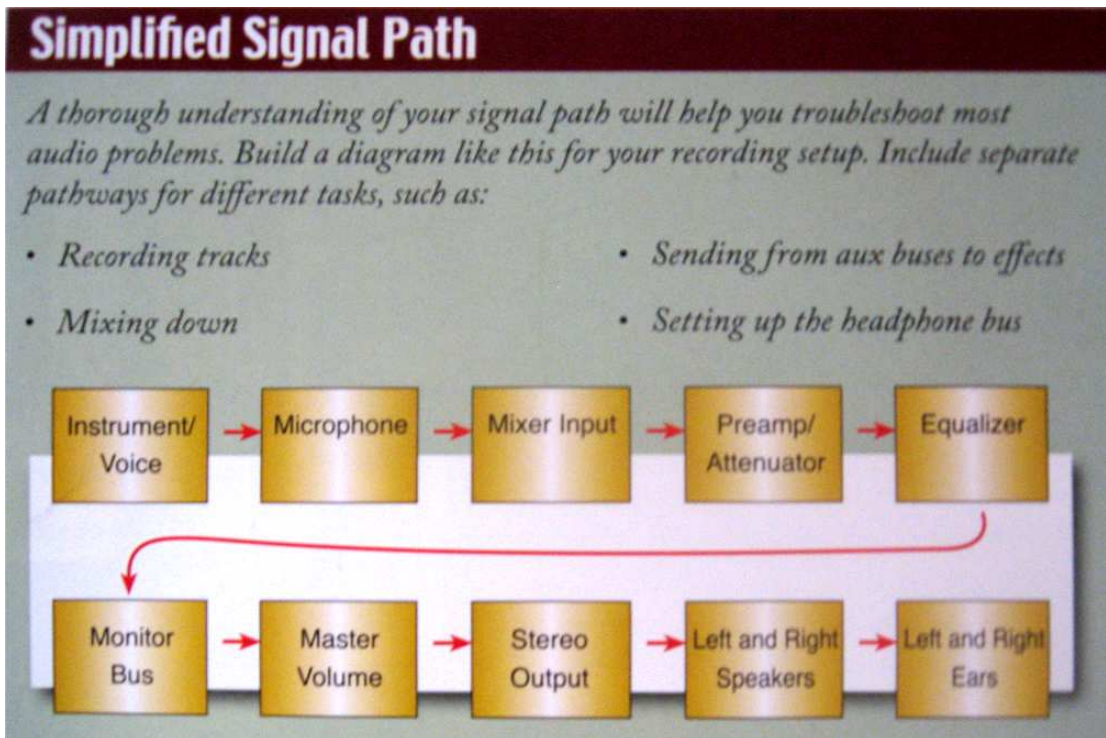 Simplified Signal Path
A thorough understanding of your signal path will help you troubleshoot most
audio problems. Build a diagram like this for your recording setup. Include separate
pathways for different tasks, such as:
• Recording tracks
• Mixing down
• Sending from aux buses to effects
• Setting up the headphone bus
Instrument/
Voice
Microphone
Mixer Input
Preamp/
Attenuator
Equalizer
Monitor
Bus
Master
Volume
Stereo
Output
Left and Right
Speakers
Left and Right
Ears